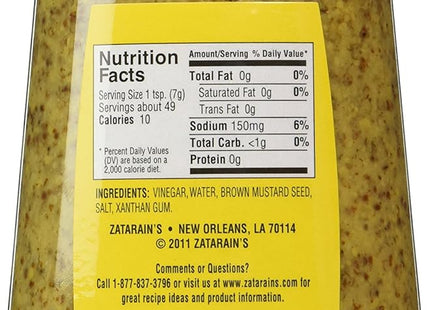 Nutrition Facts
Serving Size 1 tsp. (7g)
Servings about 49
Calories 10
* Percent Daily Values
(DV) are based on a
2,000 calorie diet.
Amount/Serving % Daily Value*
Total Fat 0g 0%
Saturated Fat 0g 0%
Trans Fat 0g
Sodium 150mg 6%
Total Carb. <1g 0%
Protein 0g
INGREDIENTS: VINEGAR, WATER, BROWN MUSTARD SEED,
SALT, XANTHAN GUM.
ZATARAIN'S • NEW ORLEANS, LA 70114
© 2011 ZATARAIN'S
Comments or Questions?
Call 1-877-837-3796 or visit us at www.zatarains.com for
great recipe ideas and product information.